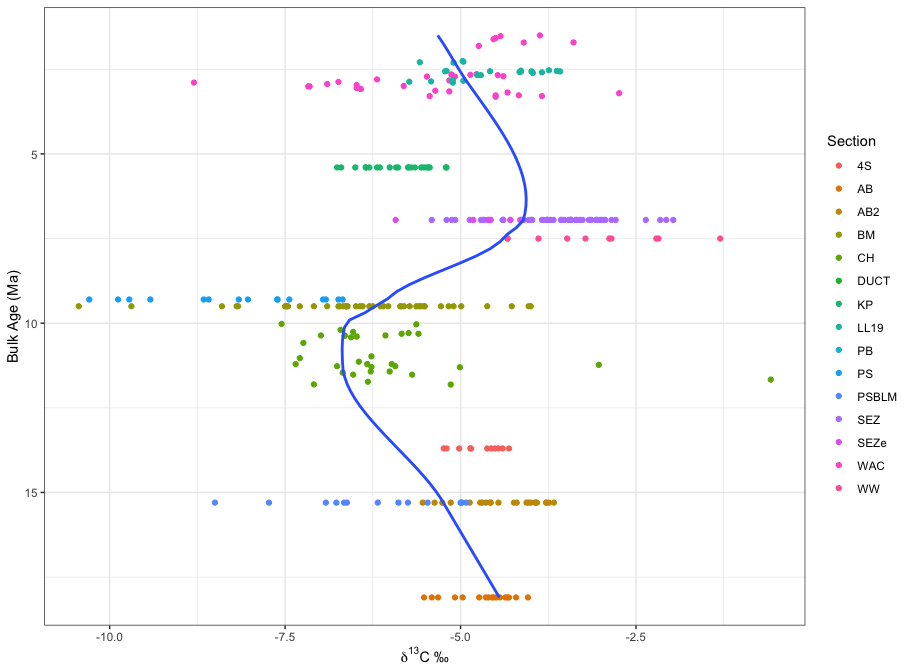 Bulk Age (Ma)
5
10
15
-10.0
-7.5
-5.0
-2.5
δ¹³C ‰
Section
4S
AB
AB2
BM
CH
DUCT
KP
LL19
PB
PS
PSBLM
SEZ
SEZe
WAC
WW